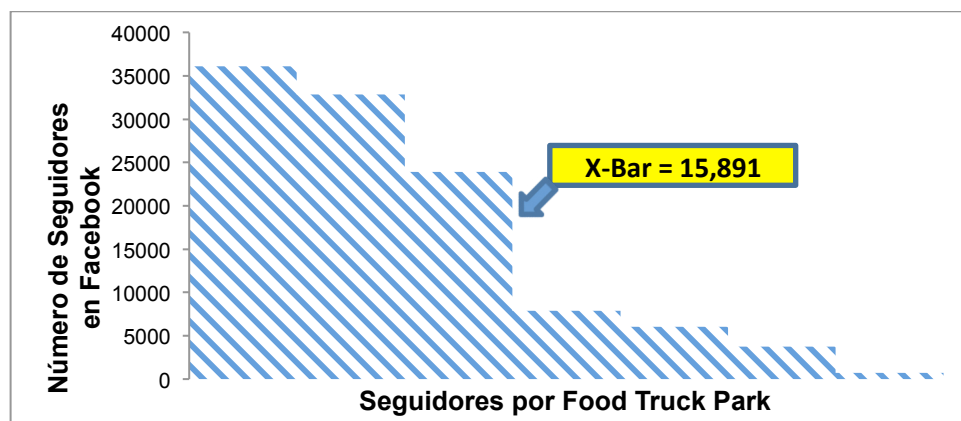 Número de Seguidores
en Facebook
40000
35000
30000
25000
20000
15000
10000
5000
0
X-Bar = 15,891
Seguidores por Food Truck Park